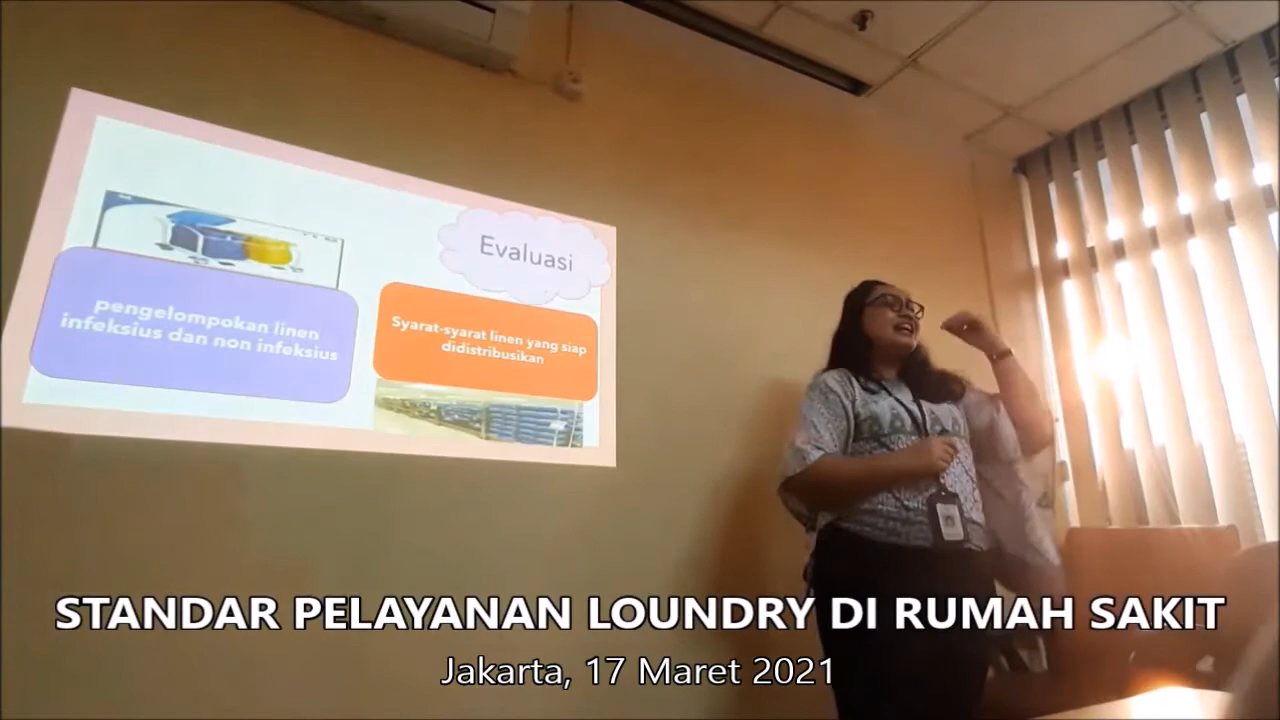 Evaluasi
pengelompokan linen
infeksius dan non infeksius
Syarat-syarat linen yang siap
didistribusikan
STANDAR PELAYANAN LOUNDRY DI RUMAH SAKIT
Jakarta, 17 Maret 2021